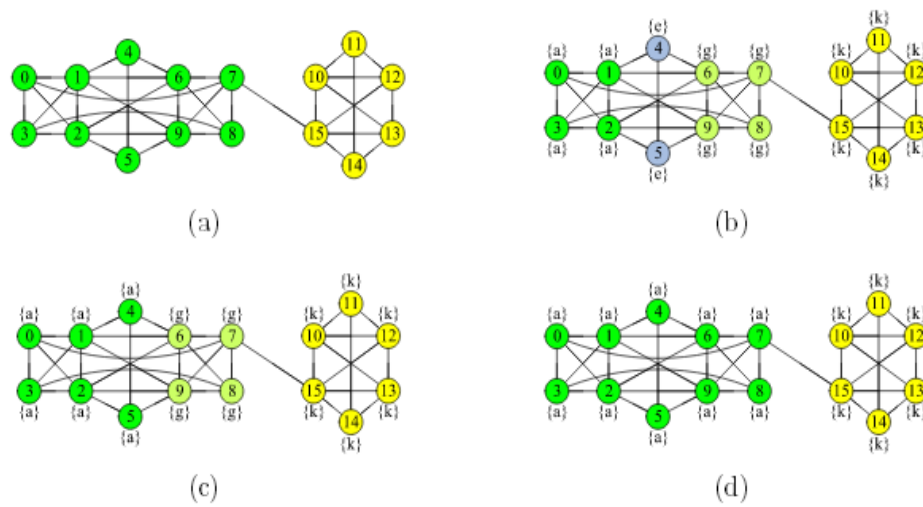 4 11
0 1 6 7 10 12
3 2 9 8 15 13
5 14
(a)
{e} {k}
{a} {a} 4 {g} {g} {k} 11 {k}
0 1 6 7 10 12
3 2 9 8 15 13
{a} {a} 5 {g} {g} {k} 14 {k}
{e} {k}
(b)
{a} {k}
{a} {a} 4 {g} {g} {k} 11 {k}
0 1 6 7 10 12
3 2 9 8 15 13
{a} {a} 5 {g} {g} {k} 14 {k}
{a} {k}
(c)
{a} {k}
{a} {a} 4 {a} {a} {k} 11 {k}
0 1 6 7 10 12
3 2 9 8 15 13
{a} {a} 5 {a} {a} {k} 14 {k}
{a} {k}
(d)